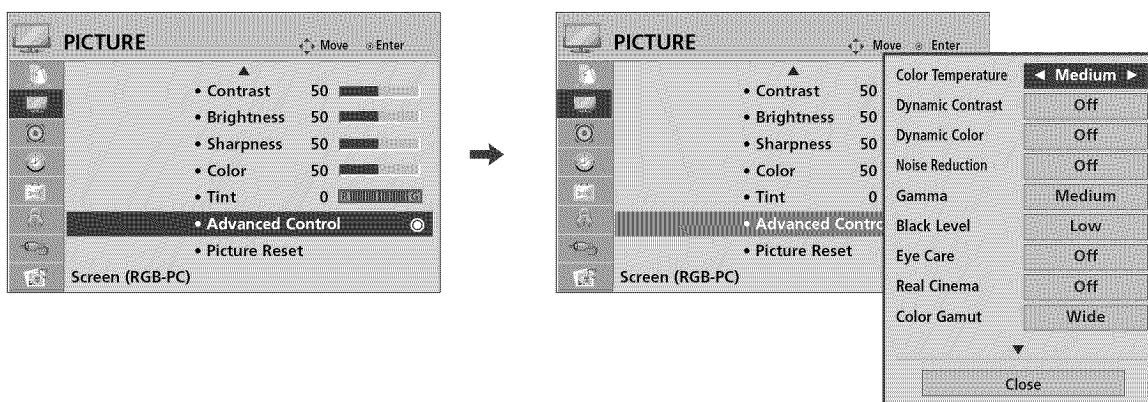 PICTURE
Move Enter
• Contrast 50
• Brightness 50
• Sharpness 50
• Color 50
• Tint 0 R G
• Advanced Control
• Picture Reset
Screen (RGB-PC)
PICTURE
Move Enter
• Contrast 50
• Brightness 50
• Sharpness 50
• Color 50
• Tint 0
• Advanced Contro
• Picture Reset
Screen (RGB-PC)
Color Temperature ◄ Medium ►
Dynamic Contrast Off
Dynamic Color Off
Noise Reduction Off
Gamma Medium
Black Level Low
Eye Care Off
Real Cinema Off
Color Gamut Wide
Close